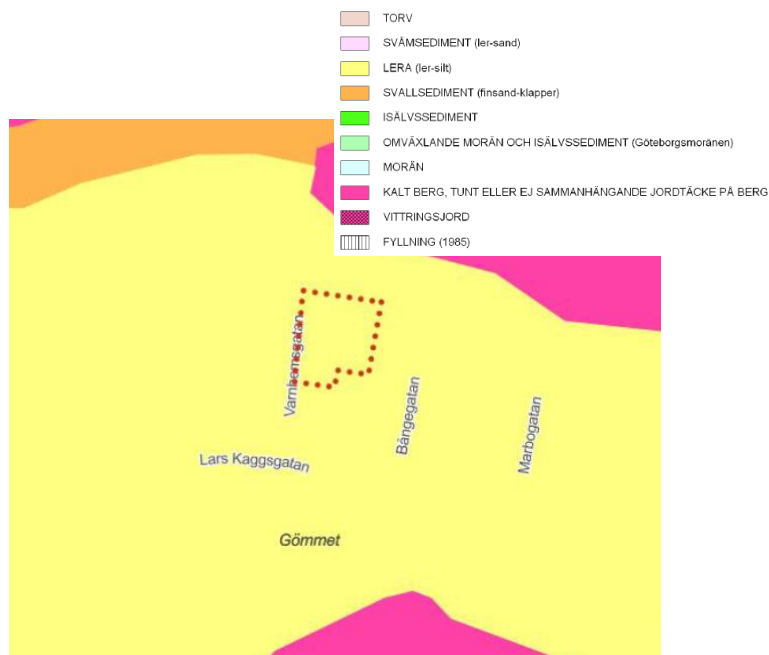 TORV
SVÄMSEDIMENT (ler-sand)
LERA (ler-silt)
SVALLSEDIMENT (finsand-klapper)
ISÄLVSSEDIMENT
OMVÄXLANDE MORÄN OCH ISÄLVSSEDIMENT (Göteborgsmoränen)
MORÄN
KALT BERG, TUNT ELLER EJ SAMMANHÄNGANDE JORDTÄCKE PÅ BERG
VITTRINGSJORD
FYLLNING (1985)
Varnhemsgatan
Bångegatan
Marbogatan
Lars Kaggsgatan
Gömmet